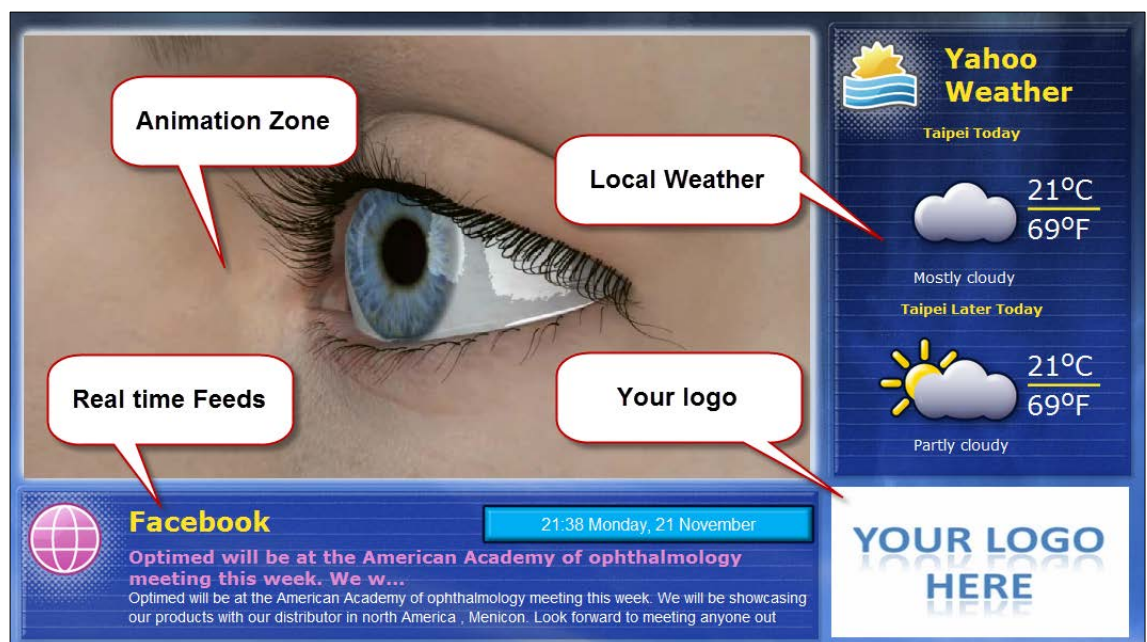 Animation Zone
Local Weather
Real time Feeds
Your logo
Yahoo
Weather
Taipei Today
21°C
69°F
Mostly cloudy
Taipei Later Today
21°C
69°F
Partly cloudy
Facebook
21:38 Monday, 21 November
Optimed will be at the American Academy of ophthalmology
meeting this week. We w...
Optimed will be at the American Academy of ophthalmology meeting this week. We will be showcasing
our products with our distributor in north America , Menicon. Look forward to meeting anyone out
YOUR LOGO
HERE